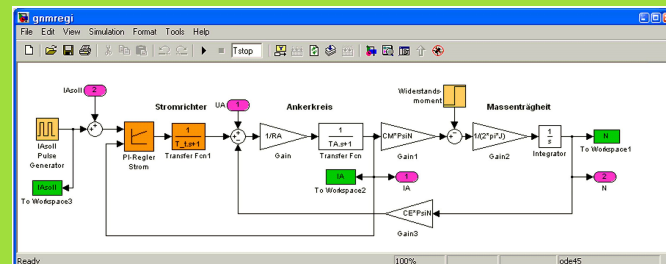 gnmregi
File Edit View Simulation Format Tools Help
Tstop
IAsoll
2
Stromrichter
UA
1
Ankerkreis
Widerstands-
moment
Massenträgheit
IAsoll
Pulse
Generator
PI-Regler
Strom
1
T_t.s+1
Transfer Fcn1
1/RA
Gain
1
TA.s+1
Transfer Fcn
CM*PsiN
Gain1
1/(2*pi*J)
Gain2
1
s
Integrator
N
To Workspace1
IAsoll
To Workspace3
IA
To Workspace2
1
IA
2
N
CE*PsiN
Gain3
Ready
100%
ode45